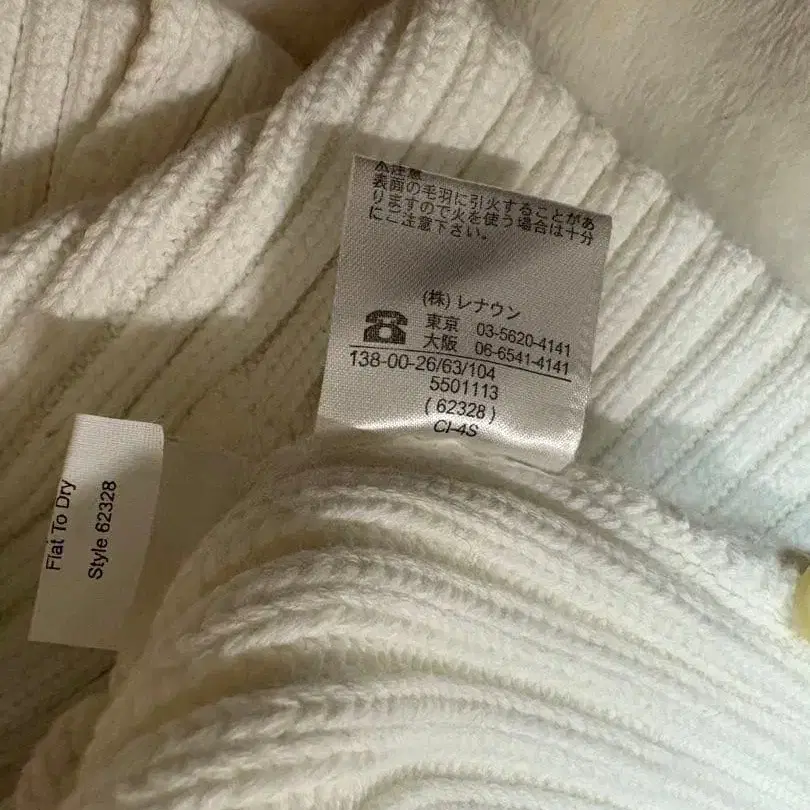 ⚠注意
表面の毛羽に引火することがあ
りますので火を使う場合は十分
にご注意下さい。
(株) レナウン
東京 03-5620-4141
大阪 06-6541-4141
138-00-26/63/104
5501113
( 62328 )
CI-4S
Flat To Dry
Style 62328